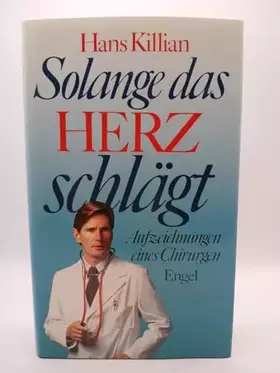 Hans Killian
Solange das
HERZ
schlägt
Aufzeichnungen
eines Chirurgen
Engel